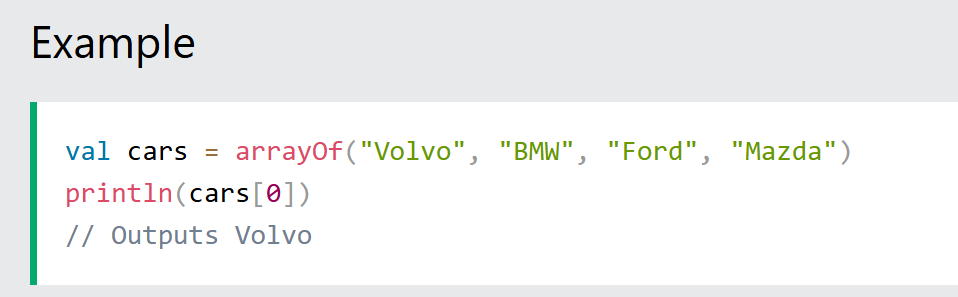 Example
val cars = arrayOf("Volvo", "BMW", "Ford", "Mazda")
println(cars[0])
// Outputs Volvo